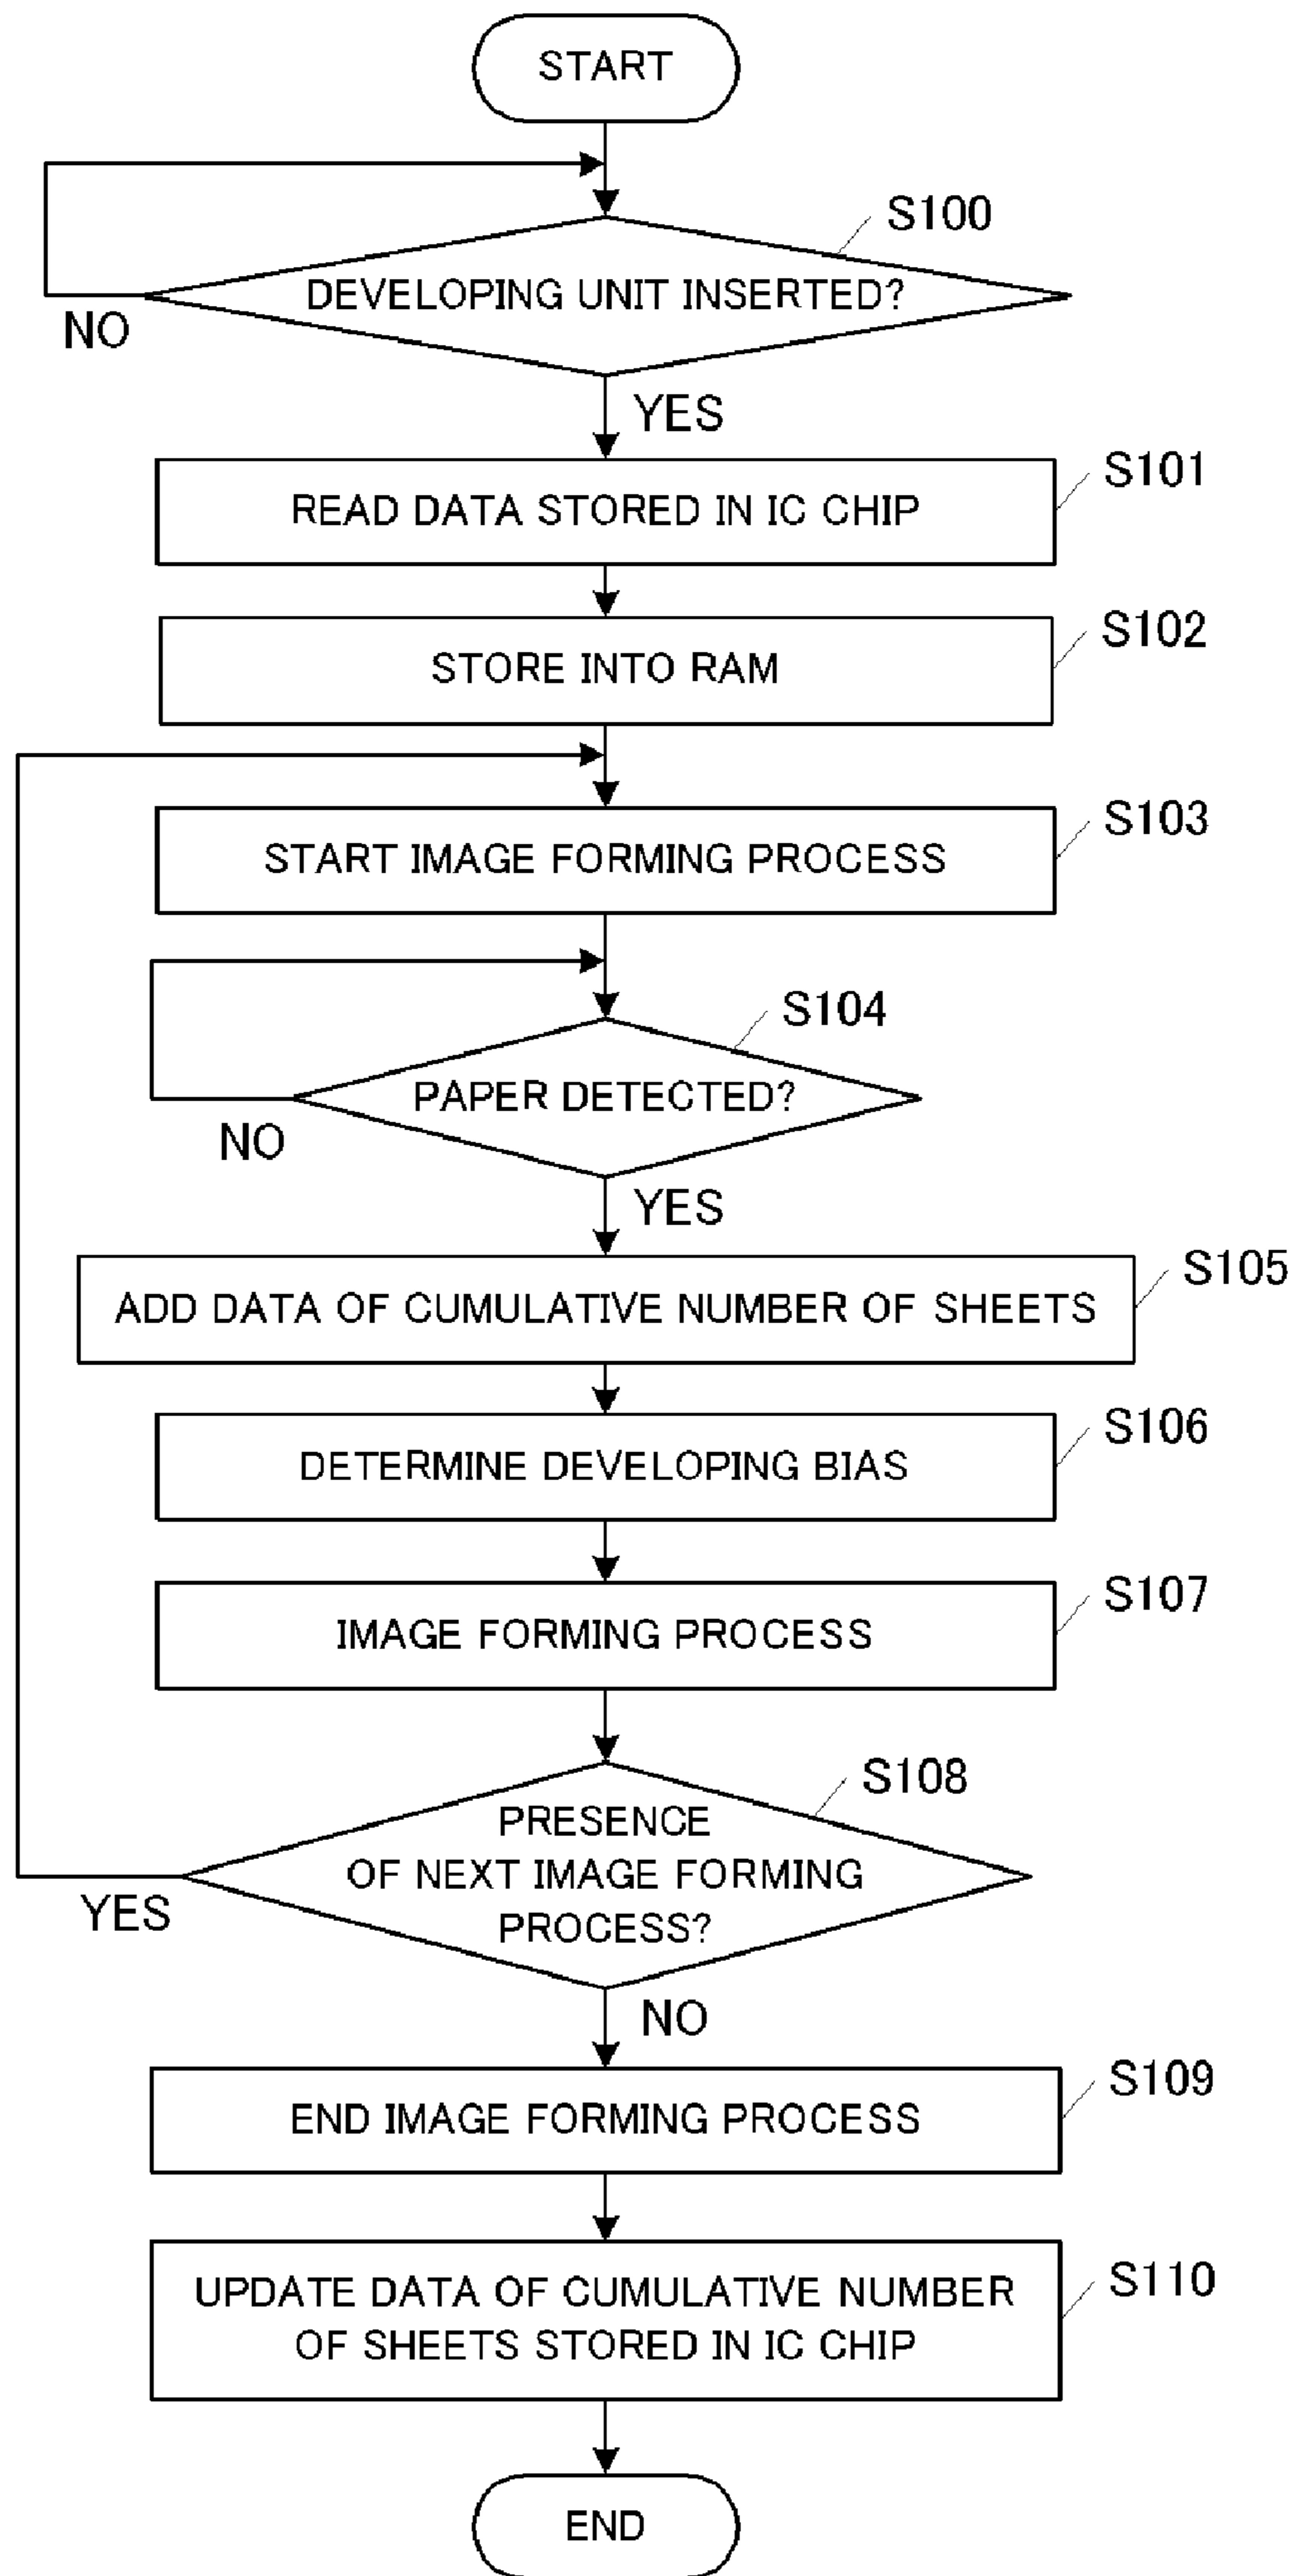 START
S100
DEVELOPING UNIT INSERTED?
NO
YES
S101
READ DATA STORED IN IC CHIP
S102
STORE INTO RAM
S103
START IMAGE FORMING PROCESS
S104
PAPER DETECTED?
NO
YES
S105
ADD DATA OF CUMULATIVE NUMBER OF SHEETS
S106
DETERMINE DEVELOPING BIAS
S107
IMAGE FORMING PROCESS
S108
PRESENCE
OF NEXT IMAGE FORMING
PROCESS?
YES
NO
S109
END IMAGE FORMING PROCESS
S110
UPDATE DATA OF CUMULATIVE NUMBER
OF SHEETS STORED IN IC CHIP
END